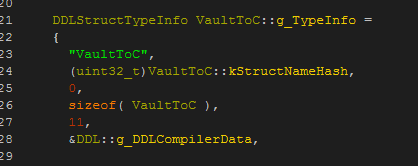 20
21 DDLStructTypeInfo VaultToC::g_TypeInfo =
22 {
23 "VaultToC",
24 (uint32_t)VaultToC::kStructNameHash,
25 0,
26 sizeof( VaultToC ),
27 11,
28 &DDL::g_DDLCompilerData,
29